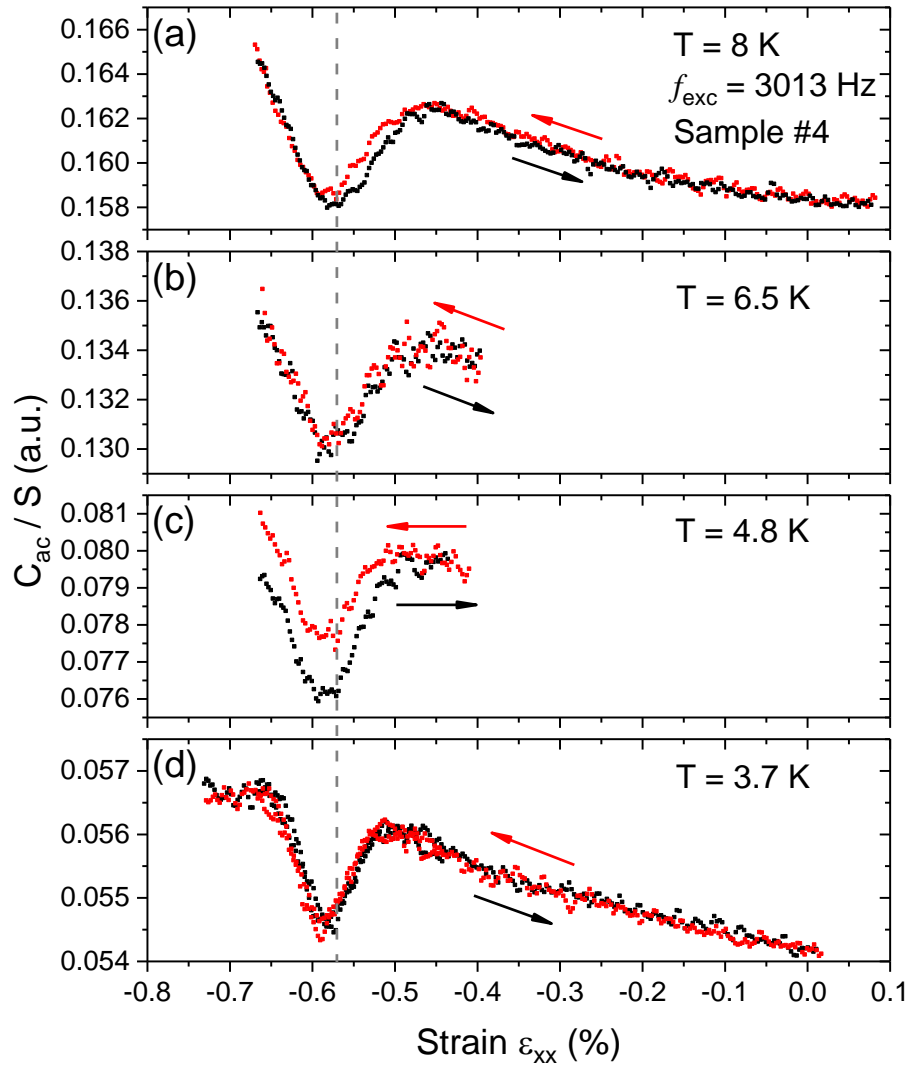 (a)
T = 8 K
fexc = 3013 Hz
Sample #4
0.166
0.164
0.162
0.160
0.158
(b)
T = 6.5 K
0.138
0.136
0.134
0.132
0.130
(c)
T = 4.8 K
0.081
0.080
0.079
0.078
0.077
0.076
(d)
T = 3.7 K
0.057
0.056
0.055
0.054
Cac / S (a.u.)
-0.8 -0.7 -0.6 -0.5 -0.4 -0.3 -0.2 -0.1 0.0 0.1
Strain εxx (%)